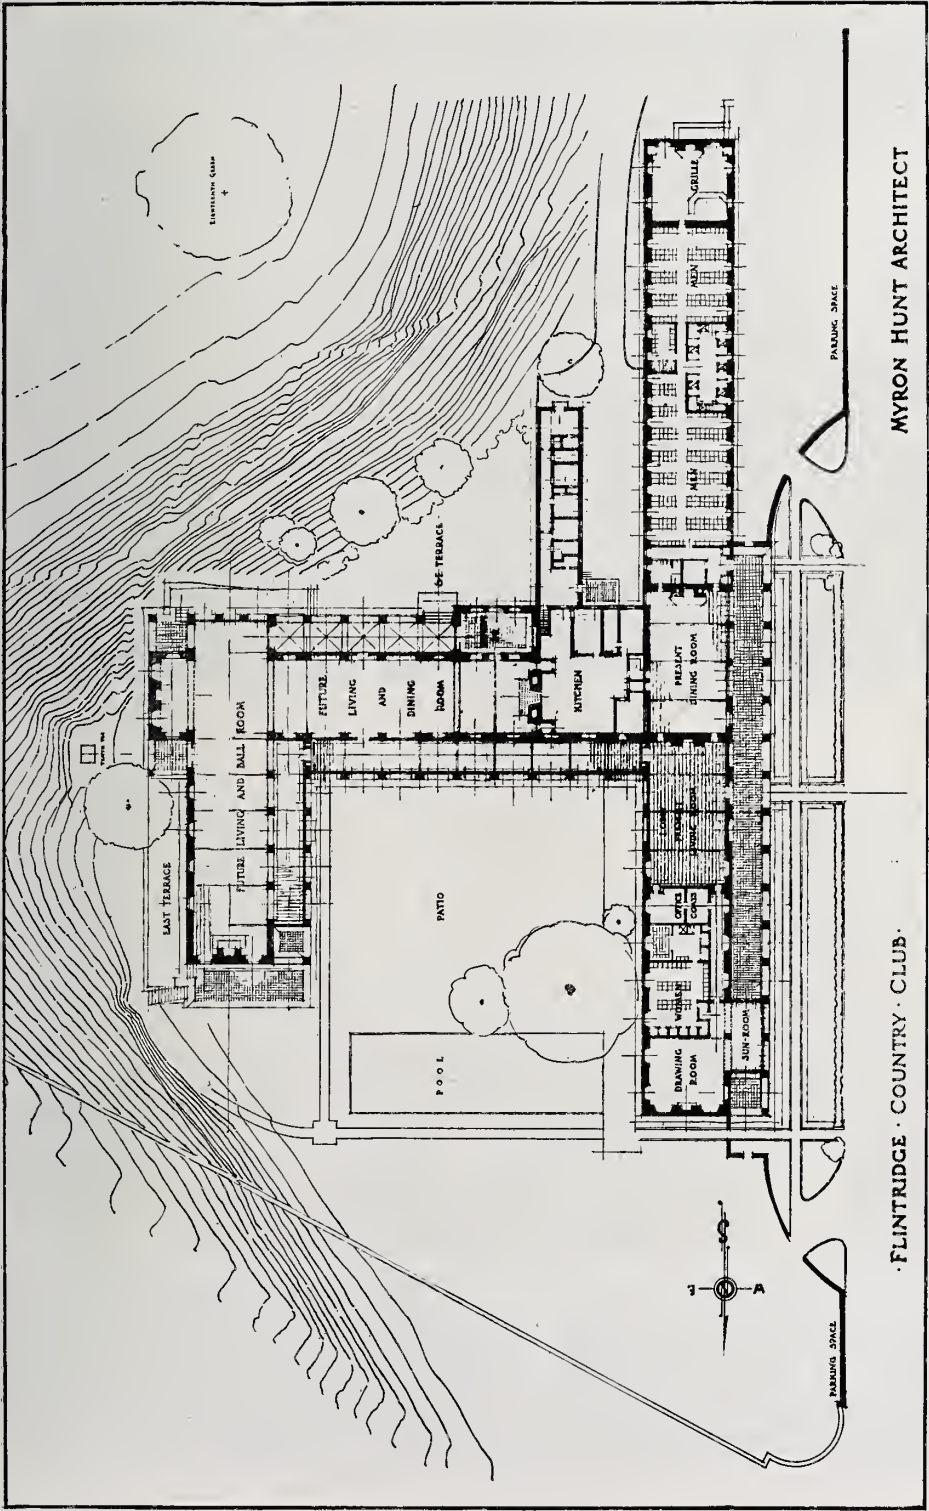 EIGHTEENTH GREEN
GRILLE
MEN
MEN
PARKING SPACE
SE TERRACE
EAST TERRACE
FUTURE LIVING AND BALL ROOM
FUTURE
LIVING
AND
DINING
ROOM
KITCHEN
PRESENT
DINING ROOM
PRESENT
LIVING ROOM
OFFICE
COATS
WOMEN
DRAWING
ROOM
SUN-ROOM
PATIO
POOL
S
E
N
PARKING SPACE
·FLINTRIDGE·COUNTRY·CLUB·
MYRON HUNT ARCHITECT